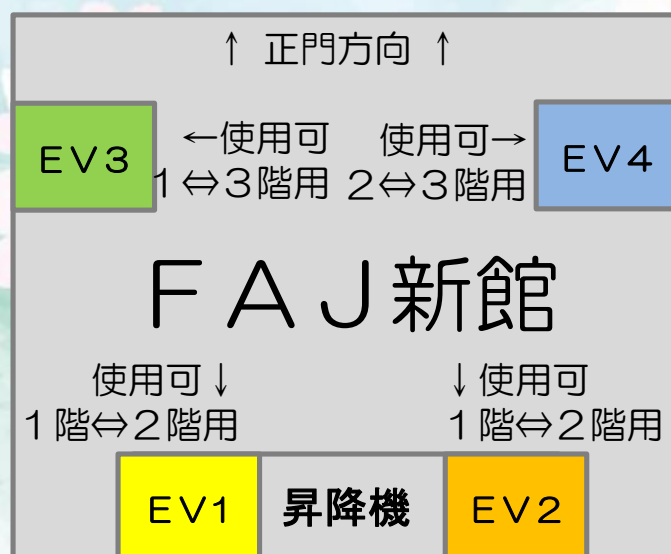 ↑ 正門方向 ↑
EV3
←使用可
1⇔3階用
使用可→
2⇔3階用
EV4
FAJ新館
使用可↓
1階⇔2階用
↓使用可
1階⇔2階用
EV1
昇降機
EV2